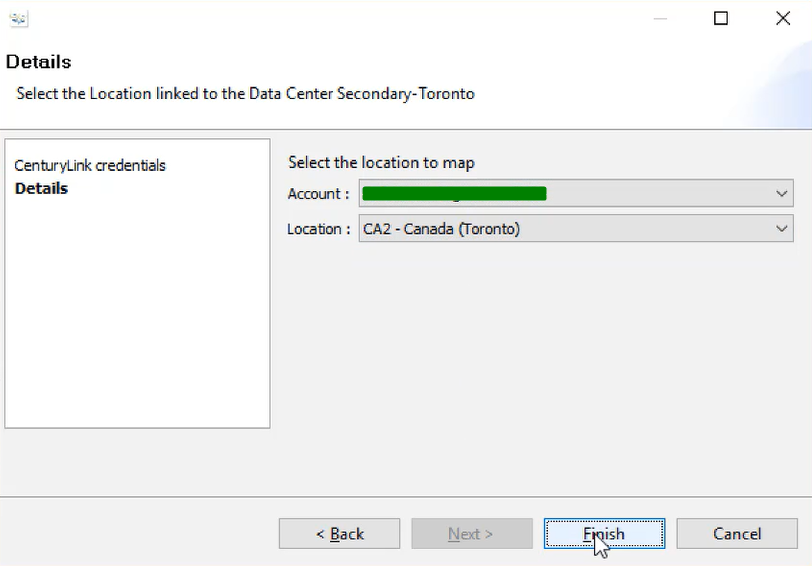 Details
Select the Location linked to the Data Center Secondary-Toronto
CenturyLink credentials
Details
Select the location to map
Account :
Location : CA2 - Canada (Toronto)
< Back Next > Finish Cancel